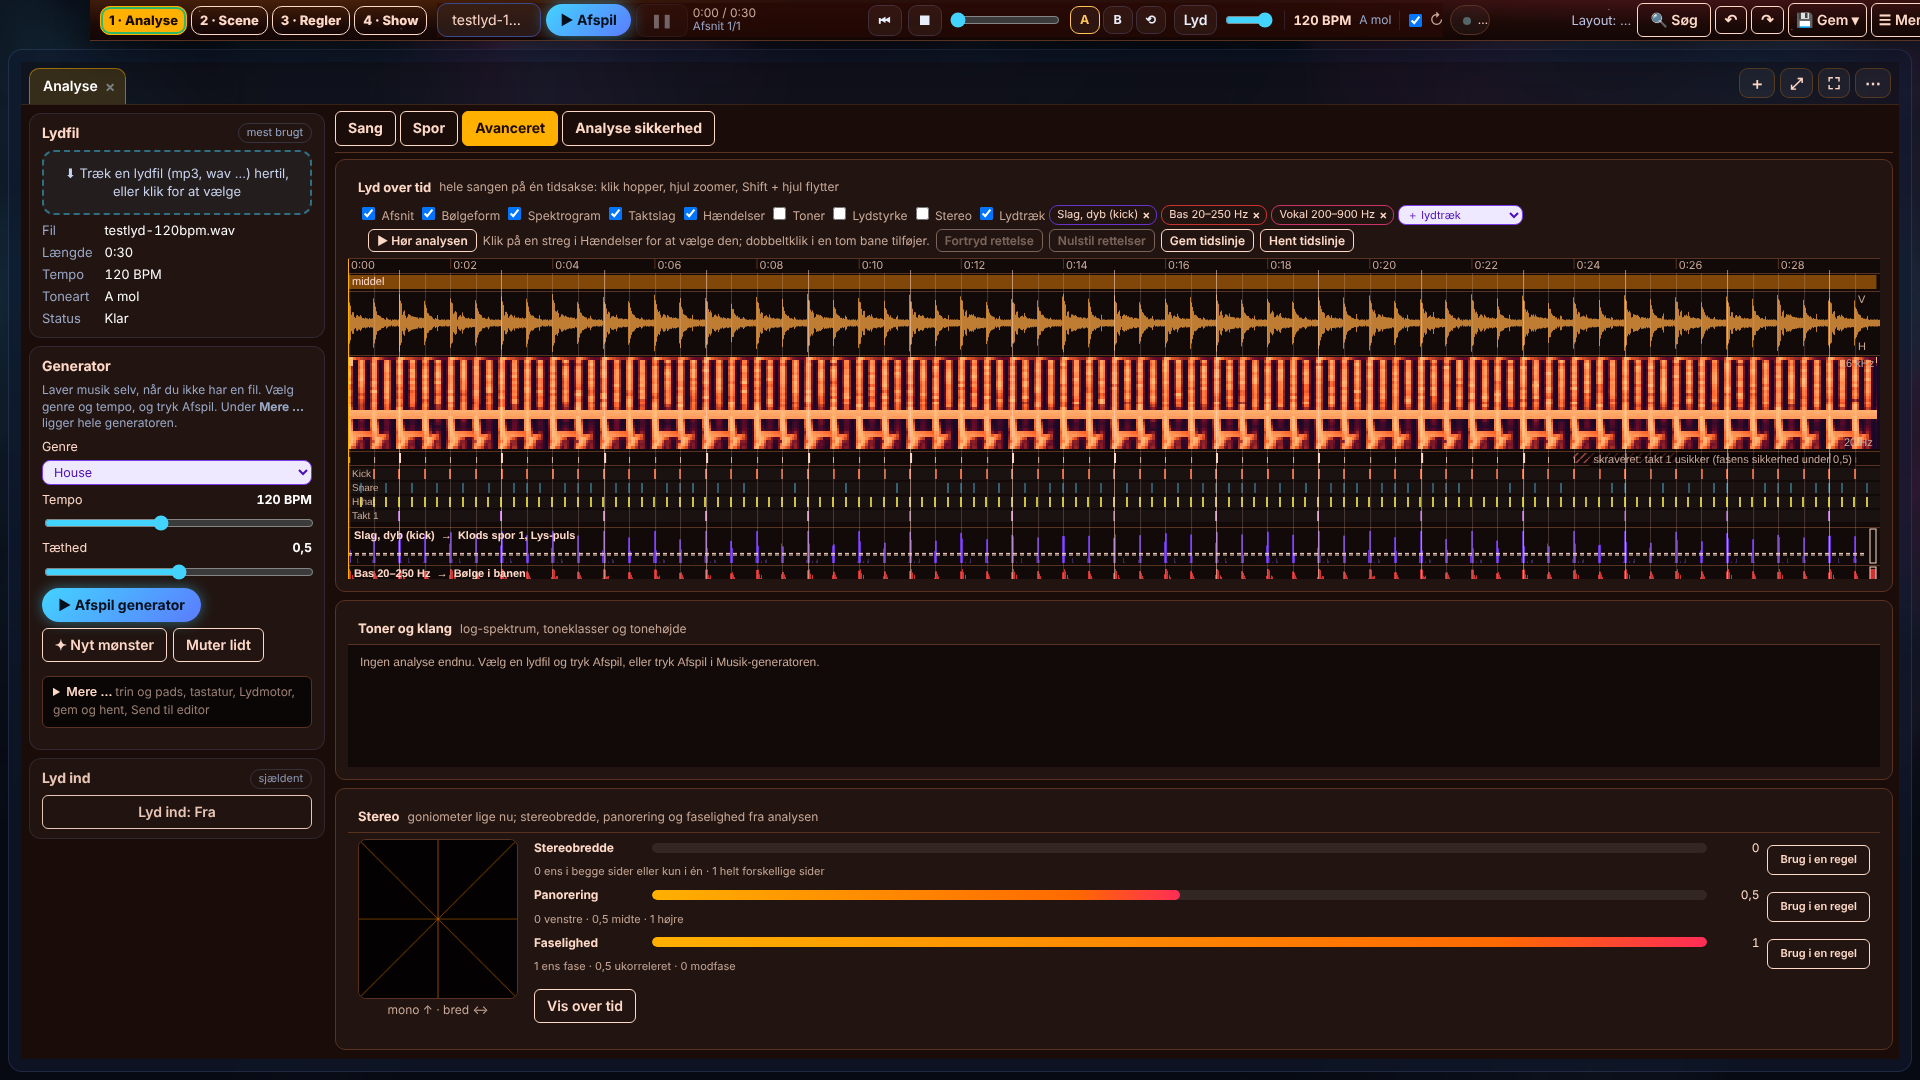 1 · Analyse 2 · Scene 3 · Regler 4 · Show testlyd-1... ▶ Afspil ❚❚ 0:00 / 0:30 ⏮ ⏹ A B ⟲ Lyd 120 BPM A mol ↻ ... Layout: ... 🔍 Søg ↶ ↷ 💾 Gem ▾
Afsnit 1/1
Analyse × + ⤢ ⛶ ⋯
Lydfil mest brugt
⬇ Træk en lydfil (mp3, wav ...) hertil,
eller klik for at vælge
Fil testlyd-120bpm.wav
Længde 0:30
Tempo 120 BPM
Toneart A mol
Status Klar
Generator
Laver musik selv, når du ikke har en fil. Vælg
genre og tempo, og tryk Afspil. Under Mere ...
ligger hele generatoren.
Genre
House
Tempo 120 BPM
Tæthed 0,5
▶ Afspil generator
✦ Nyt mønster Muter lidt
▶ Mere ... trin og pads, tastatur, Lydmotor,
gem og hent, Send til editor
Lyd ind sjældent
Lyd ind: Fra
Sang Spor Avanceret Analyse sikkerhed
Lyd over tid hele sangen på én tidsakse: klik hopper, hjul zoomer, Shift + hjul flytter
Afsnit Bølgeform Spektrogram Taktslag Hændelser Toner Lydstyrke Stereo Lydtræk Slag, dyb (kick) × Bas 20–250 Hz × Vokal 200–900 Hz × + lydtræk
▶ Hør analysen Klik på en streg i Hændelser for at vælge den; dobbeltklik i en tom bane tilføjer. Fortryd rettelse Nulstil rettelser Gem tidslinje Hent tidslinje
0:00 0:02 0:04 0:06 0:08 0:10 0:12 0:14 0:16 0:18 0:20 0:22 0:24 0:26 0:28
middel
V
H
skraveret: takt 1 usikker (fasens sikkerhed under 0,5)
Kick
Snare
Hihat
Takt 1
Slag, dyb (kick) → Klods spor 1, Lys-puls
Bas 20–250 Hz → Bølge i banen
Toner og klang log-spektrum, toneklasser og tonehøjde
Ingen analyse endnu. Vælg en lydfil og tryk Afspil, eller tryk Afspil i Musik-generatoren.
Stereo goniometer lige nu; stereobredde, panorering og faselighed fra analysen
Stereobredde 0 Brug i en regel
0 ens i begge sider eller kun i én · 1 helt forskellige sider
Panorering 0,5 Brug i en regel
0 venstre · 0,5 midte · 1 højre
Faselighed 1 Brug i en regel
1 ens fase · 0,5 ukorreleret · 0 modfase
mono ↑ · bred ↔
Vis over tid